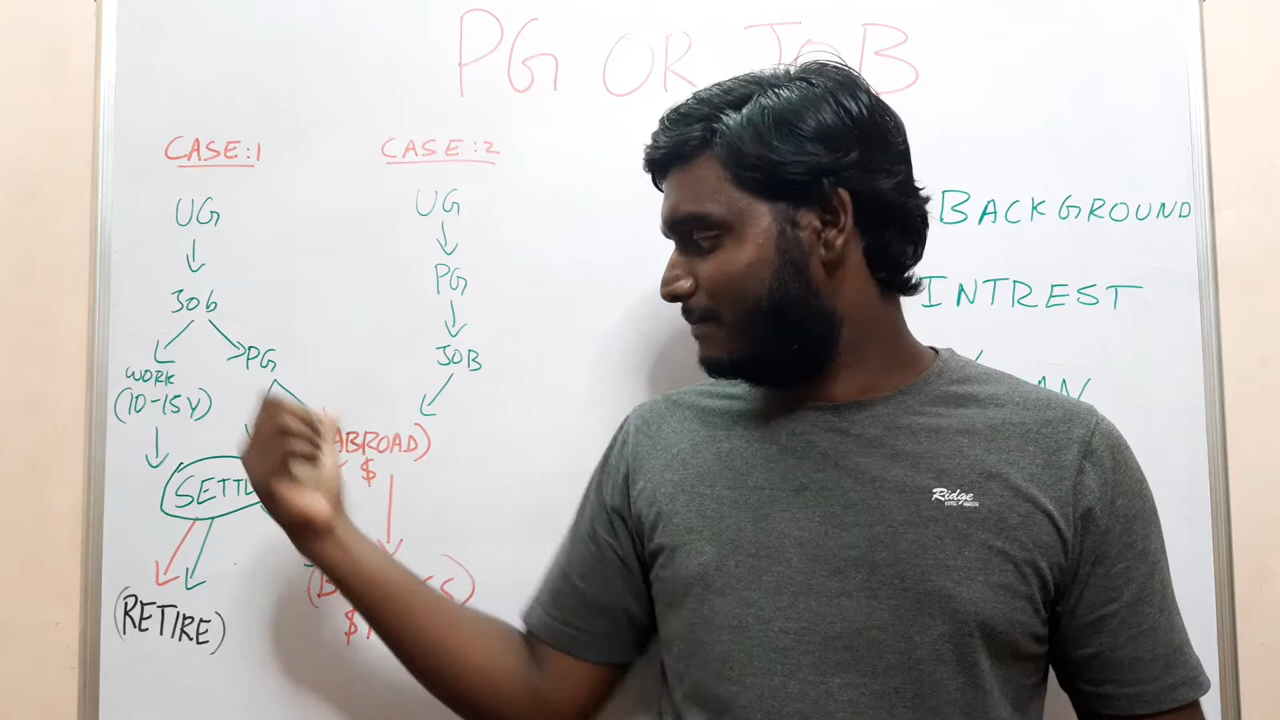 PG OR JOB
CASE:1
UG
JOB
WORK
(10-15Y)
PG
SETTL
(RETIRE)
CASE:2
UG
PG
JOB
ABROAD)
$
$
BACKGROUND
INTREST
Ridge